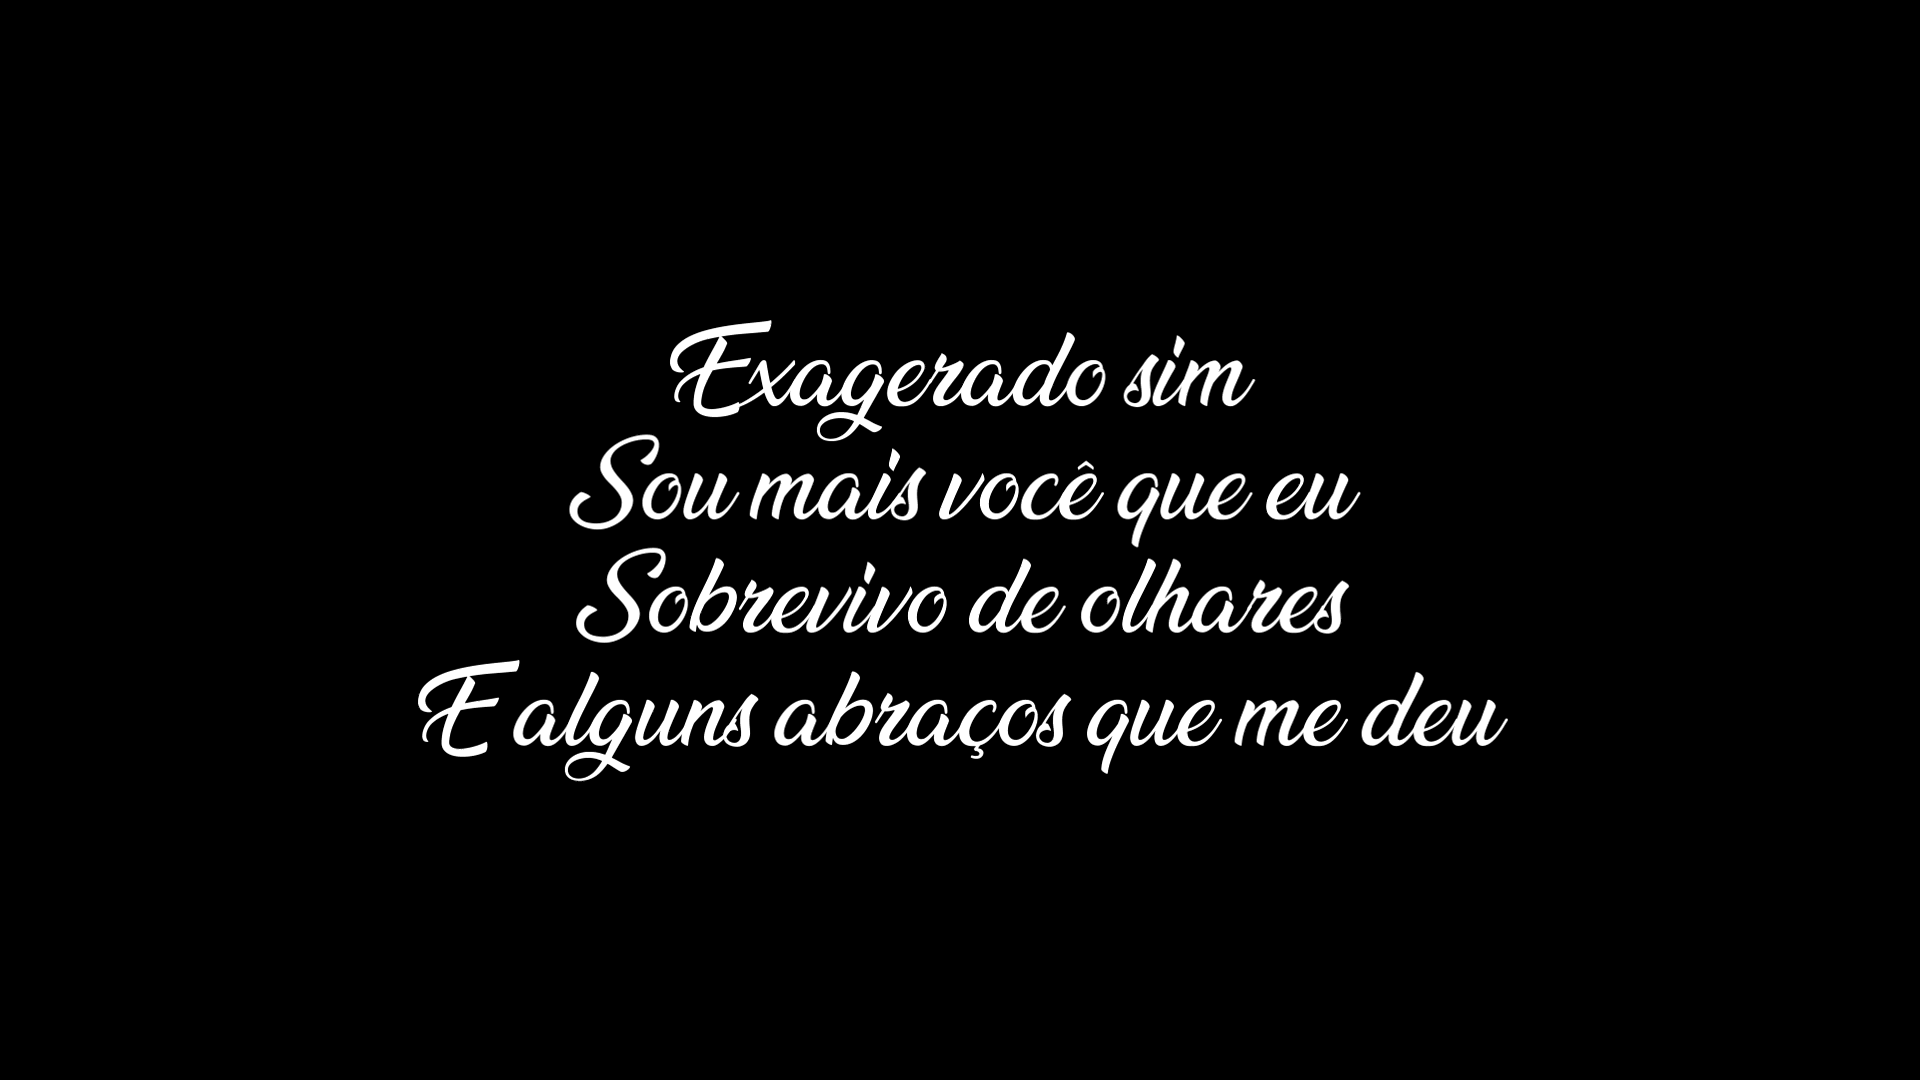 Exagerado sim
Sou mais você que eu
Sobrevivo de olhares
E alguns abraços que me deu